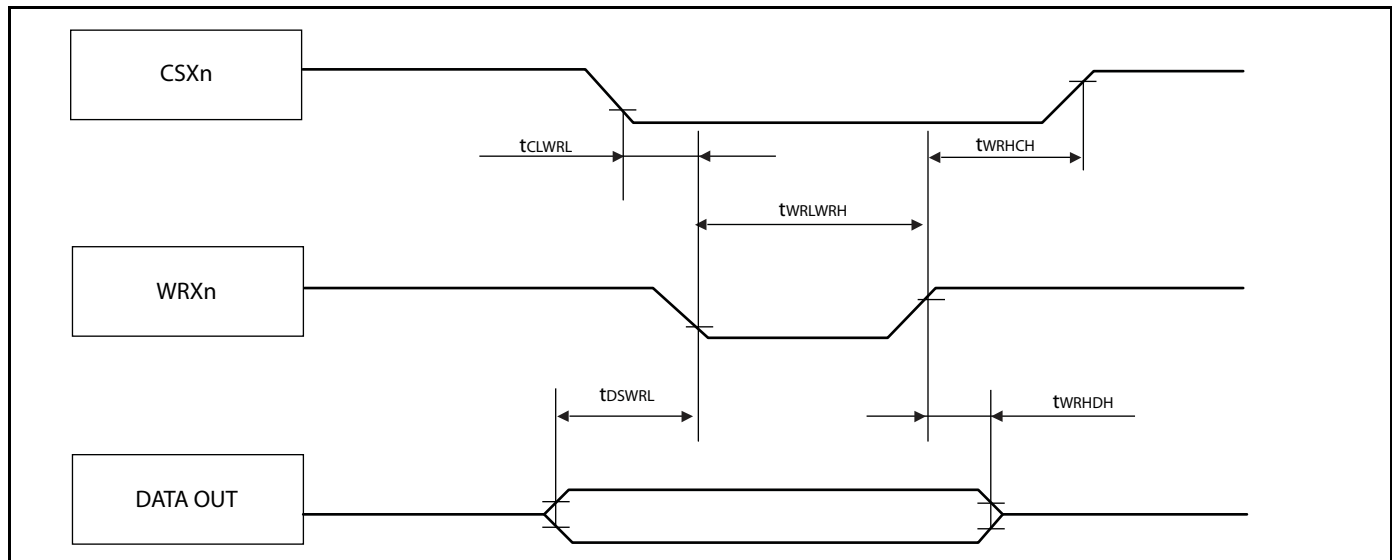 CSXn
tCLWRL
tWRHCH
tWRLWRH
WRXn
tDSWRL
tWRHDH
DATA OUT